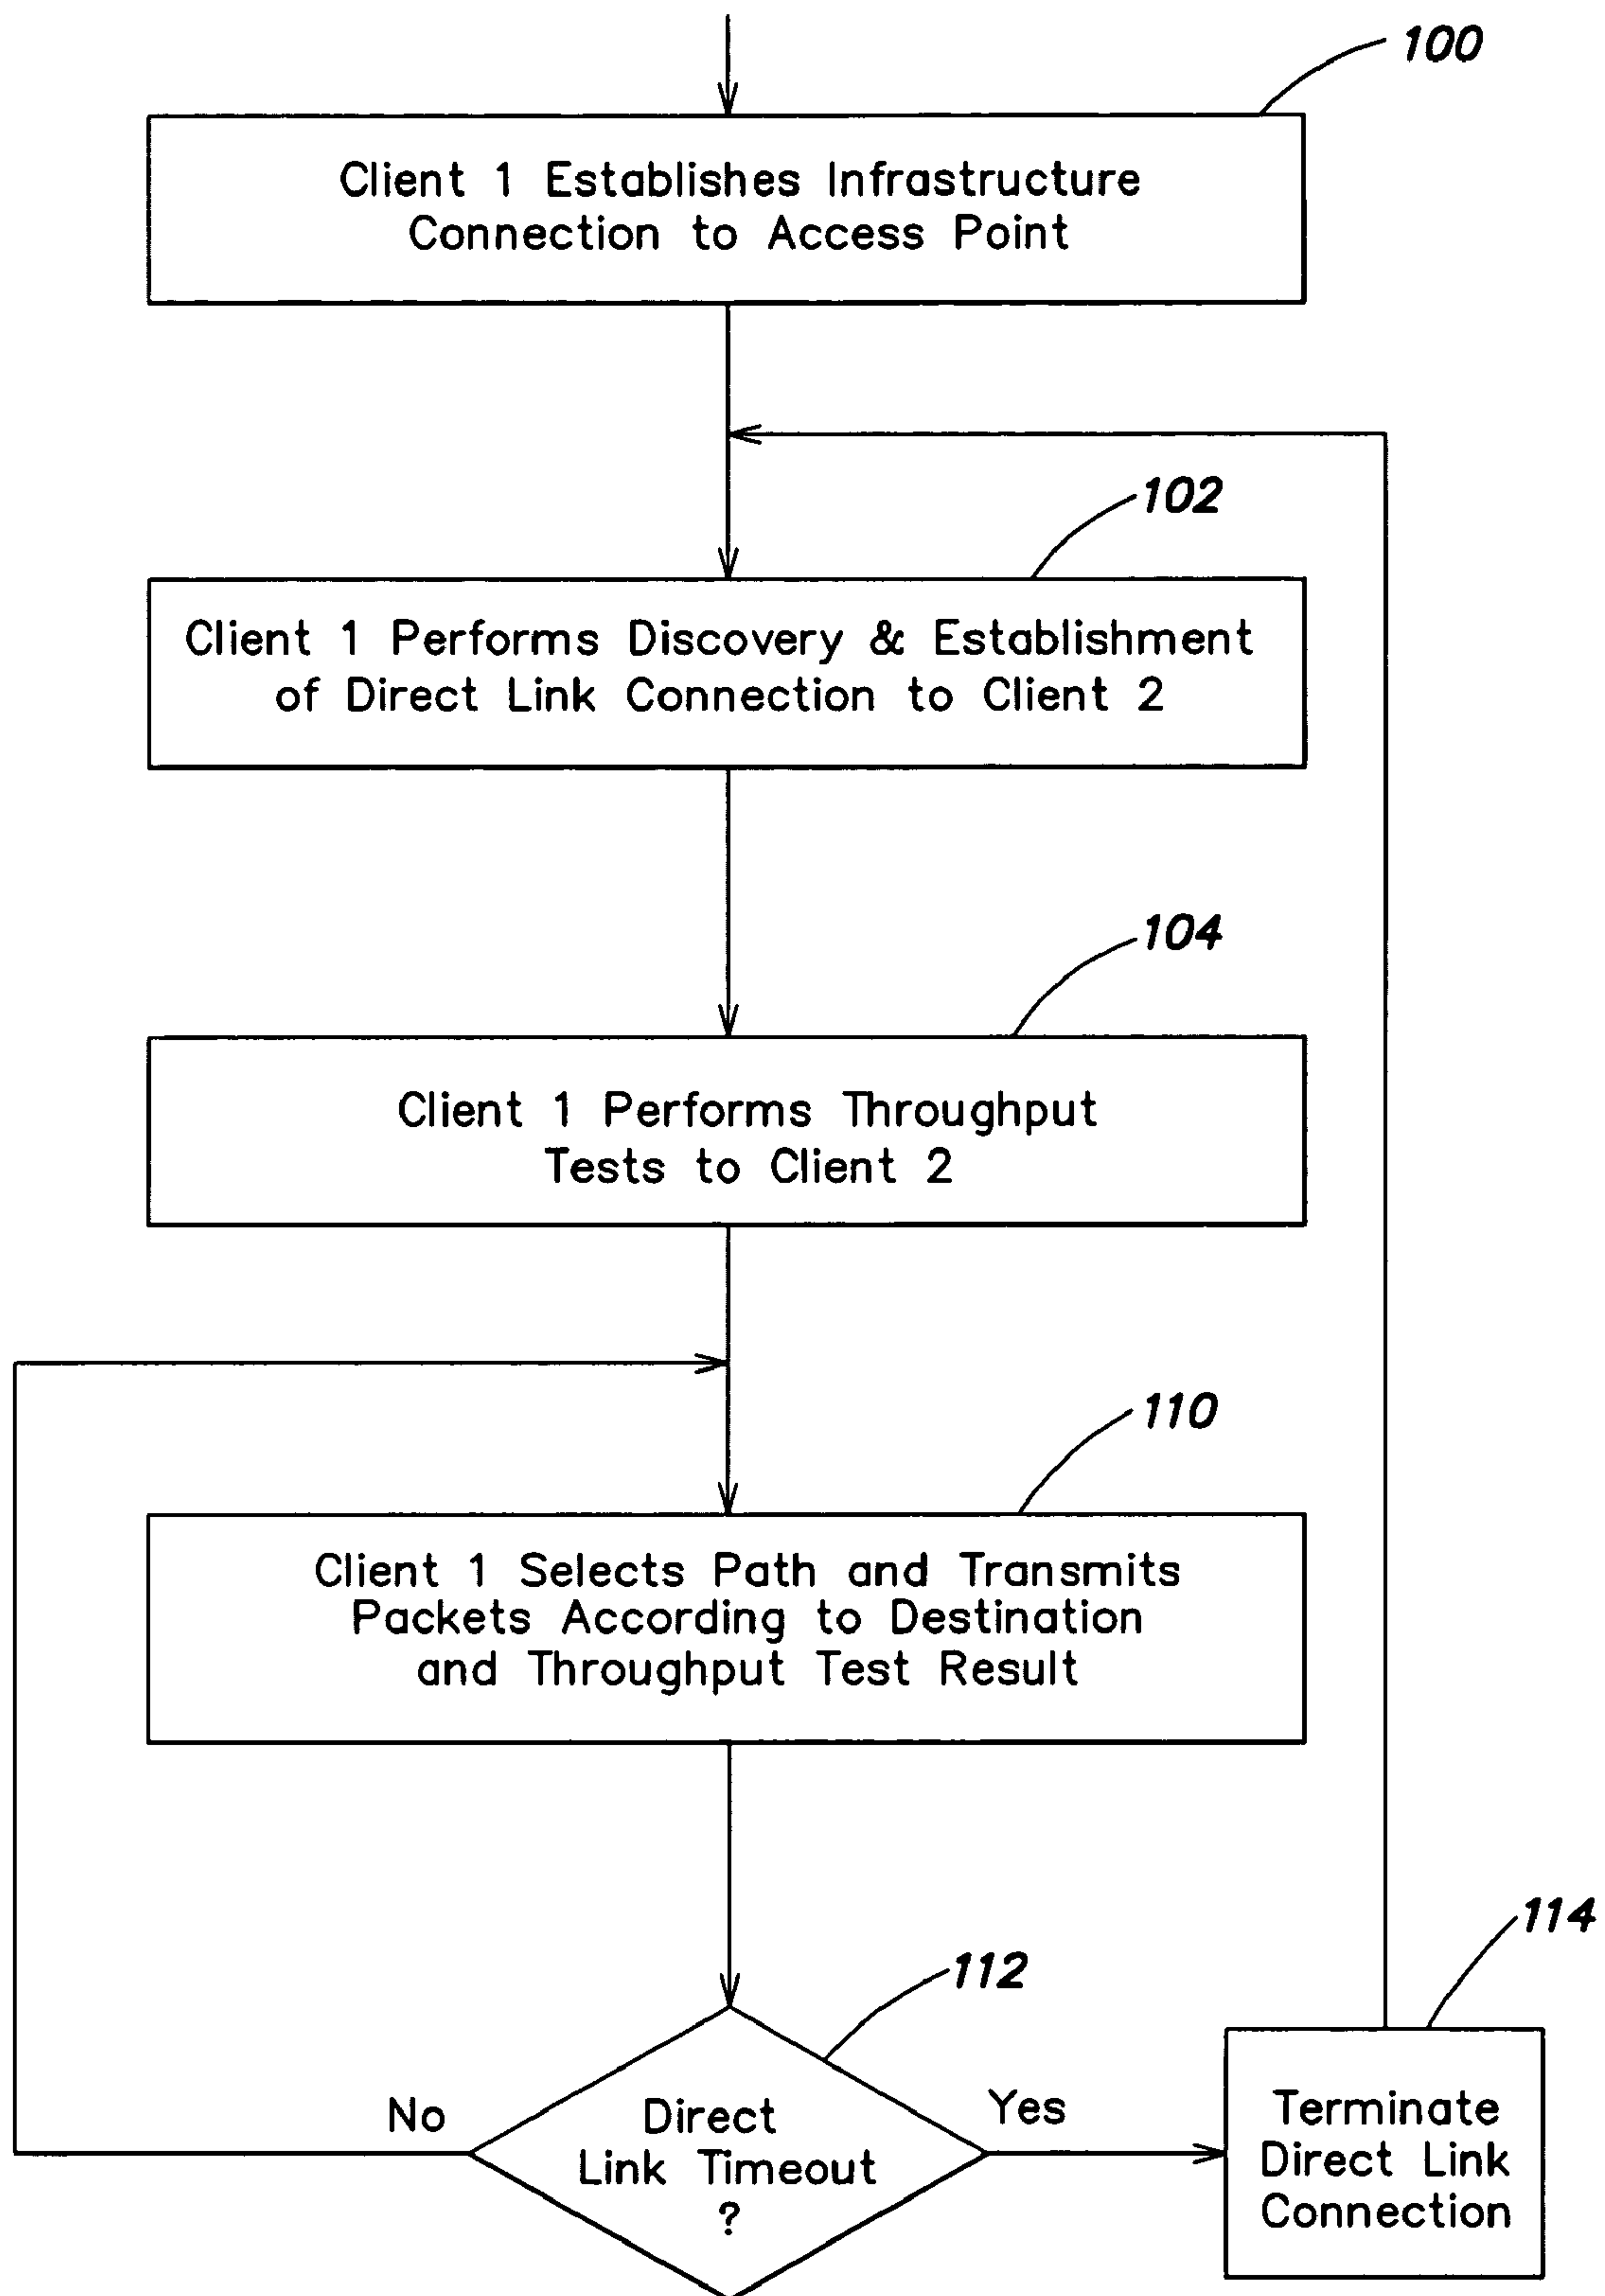 100
Client 1 Establishes Infrastructure
Connection to Access Point
102
Client 1 Performs Discovery & Establishment
of Direct Link Connection to Client 2
104
Client 1 Performs Throughput
Tests to Client 2
110
Client 1 Selects Path and Transmits
Packets According to Destination
and Throughput Test Result
112
114
No
Direct
Link Timeout
?
Yes
Terminate
Direct Link
Connection